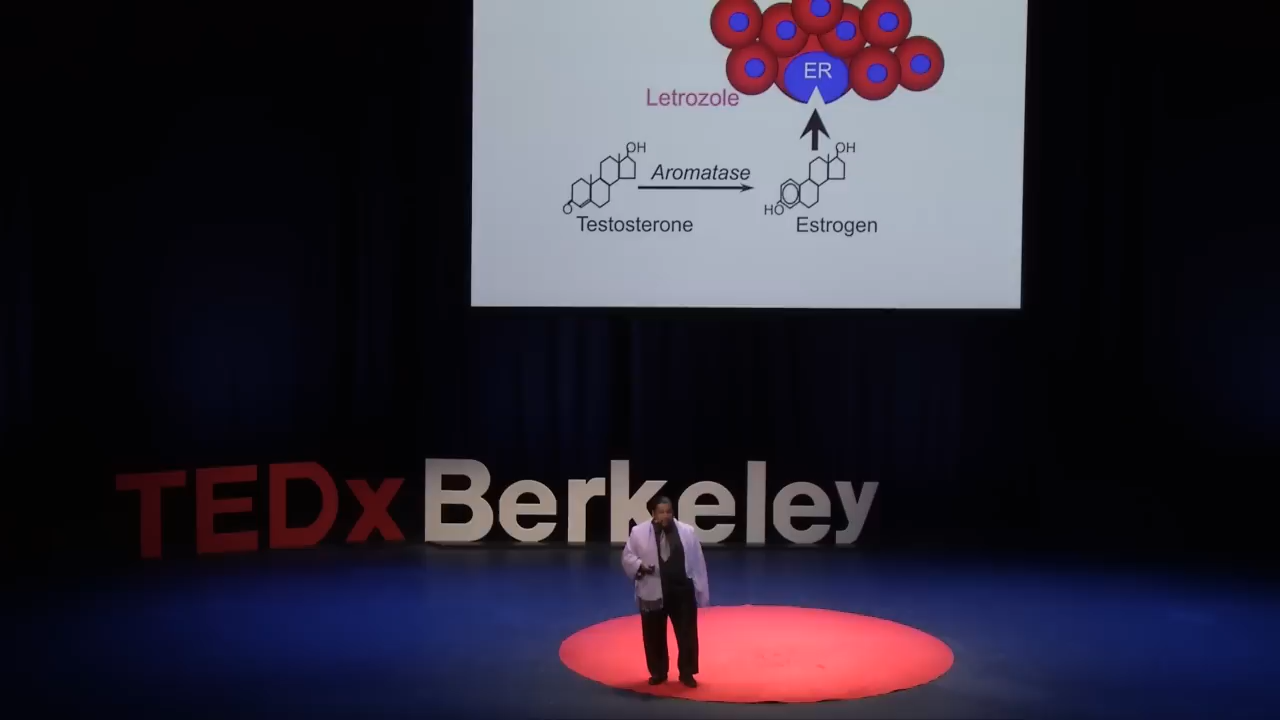 ER
Letrozole
OH
OH
Aromatase
O
HO
Testosterone
Estrogen
TEDxBerkeley